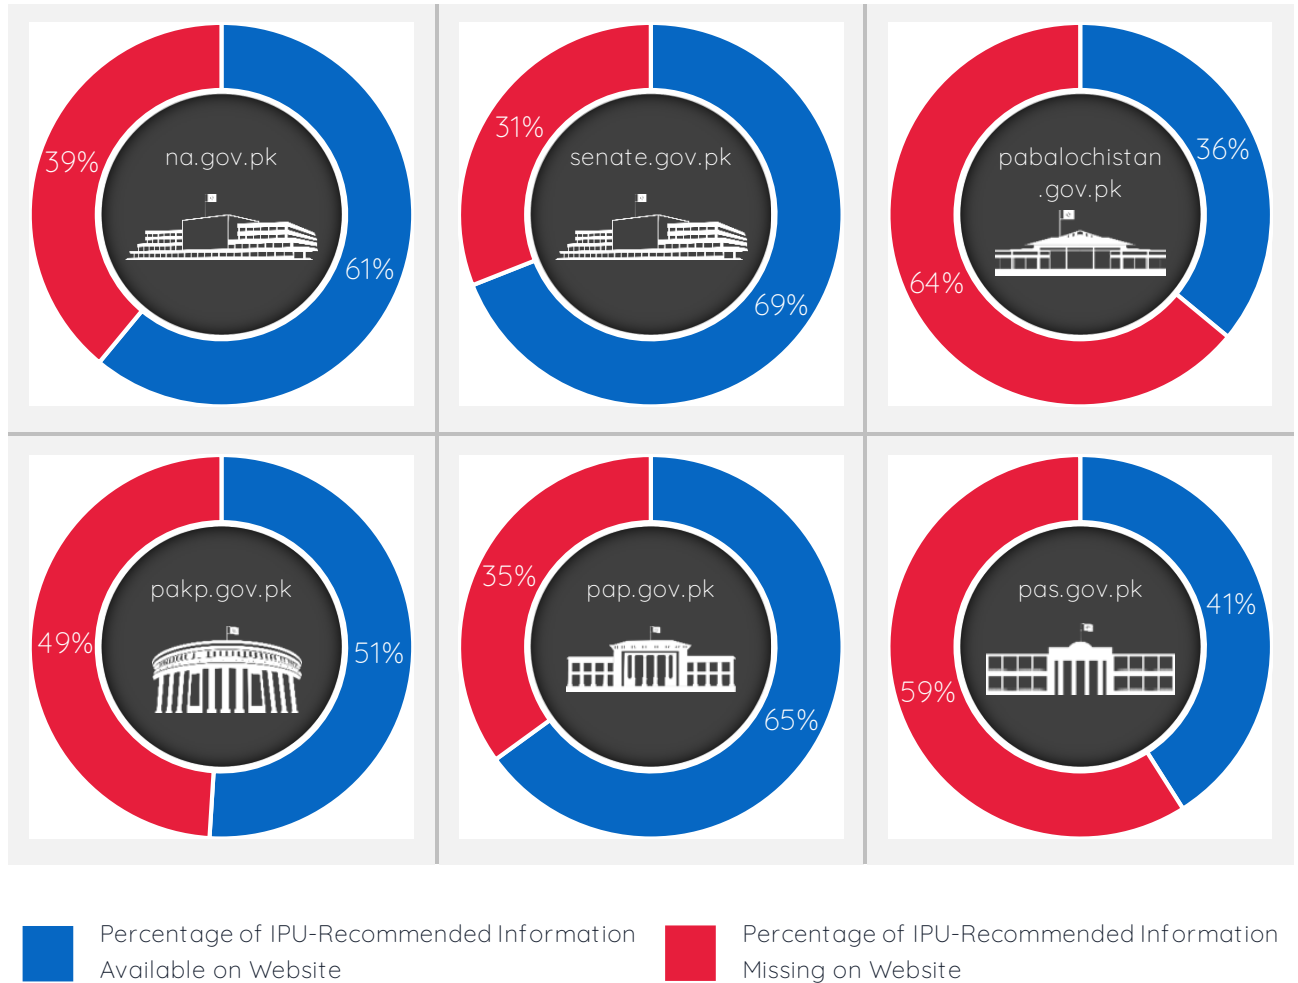 39%
na.gov.pk
61%
31%
senate.gov.pk
69%
pabalochistan
.gov.pk
36%
64%
pakp.gov.pk
49%
51%
35%
pap.gov.pk
65%
pas.gov.pk
41%
59%
Percentage of IPU-Recommended Information
Available on Website
Percentage of IPU-Recommended Information
Missing on Website